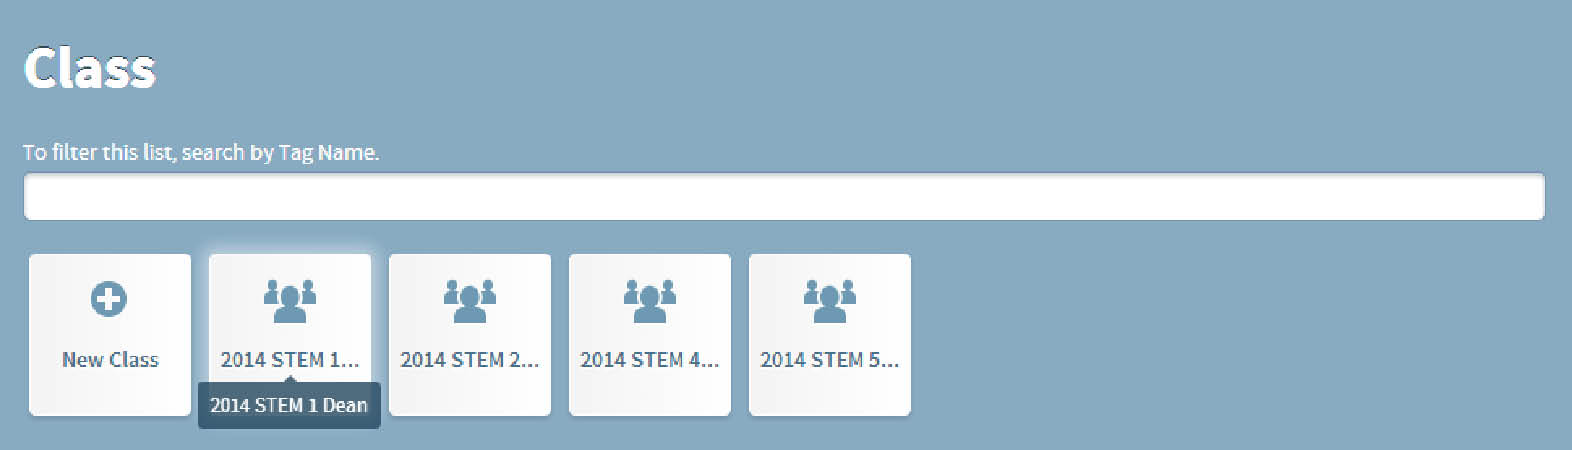 Class
To filter this list, search by Tag Name.
New Class
2014 STEM 1...
2014 STEM 2...
2014 STEM 4...
2014 STEM 5...
2014 STEM 1 Dean